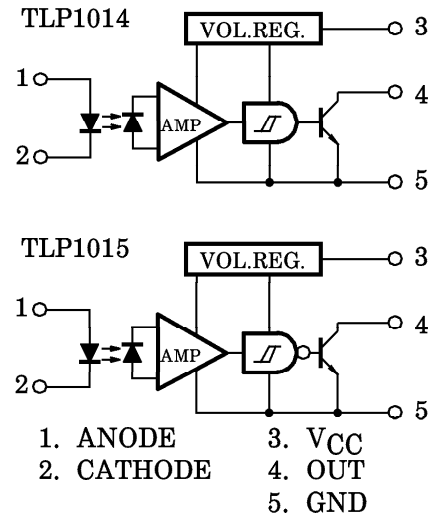 TLP1014
VOL.REG.
3
1
4
AMP
2
5
TLP1015
VOL.REG.
3
1
4
AMP
2
5
1. ANODE
2. CATHODE
3. VCC
4. OUT
5. GND